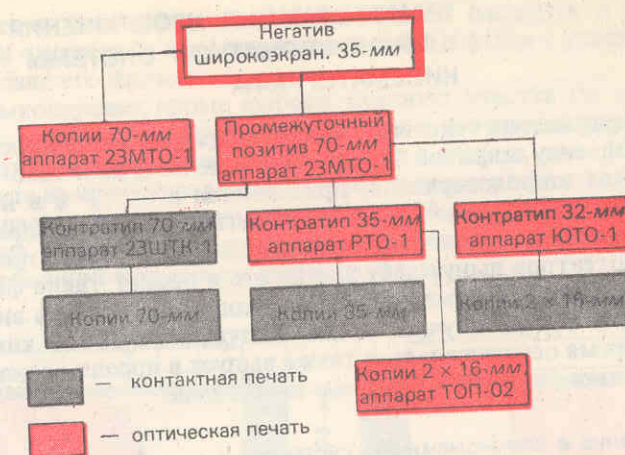 Негатив
широкоэкран. 35-мм
Копии 70-мм
аппарат 23МТО-1
Промежуточный
позитив 70-мм
аппарат 23МТО-1
Контратип 70-мм
аппарат 23ШТК-1
Контратип 35-мм
аппарат РТО-1
Контратип 32-мм
аппарат ЮТО-1
Копии 70-мм
Копии 35-мм
Копии 2 × 16-мм
Копии 2 × 16-мм,
аппарат ТОП-02
— контактная печать
— оптическая печать